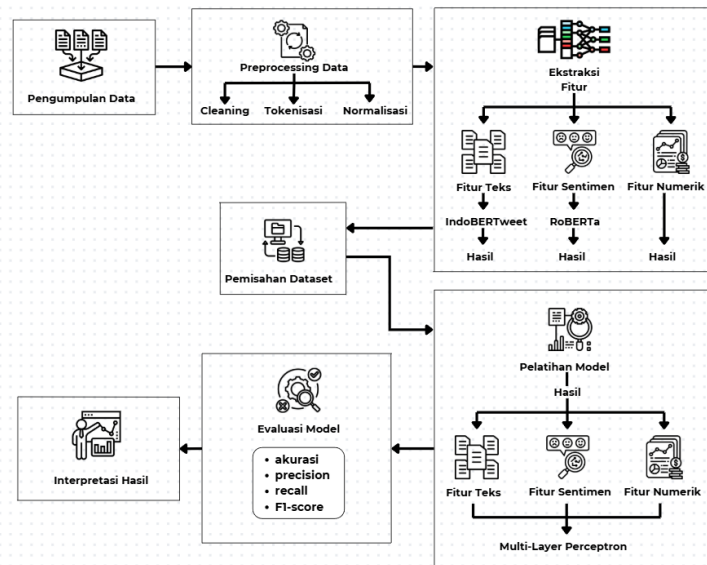 Pengumpulan Data
Preprocessing Data
Cleaning Tokenisasi Normalisasi
Ekstraksi
Fitur
Fitur Teks Fitur Sentimen Fitur Numerik
IndoBERTweet RoBERTa
Hasil Hasil Hasil
Pemisahan Dataset
Pelatihan Model
Hasil
Fitur Teks Fitur Sentimen Fitur Numerik
Multi-Layer Perceptron
Evaluasi Model
• akurasi
• precision
• recall
• F1-score
Interpretasi Hasil